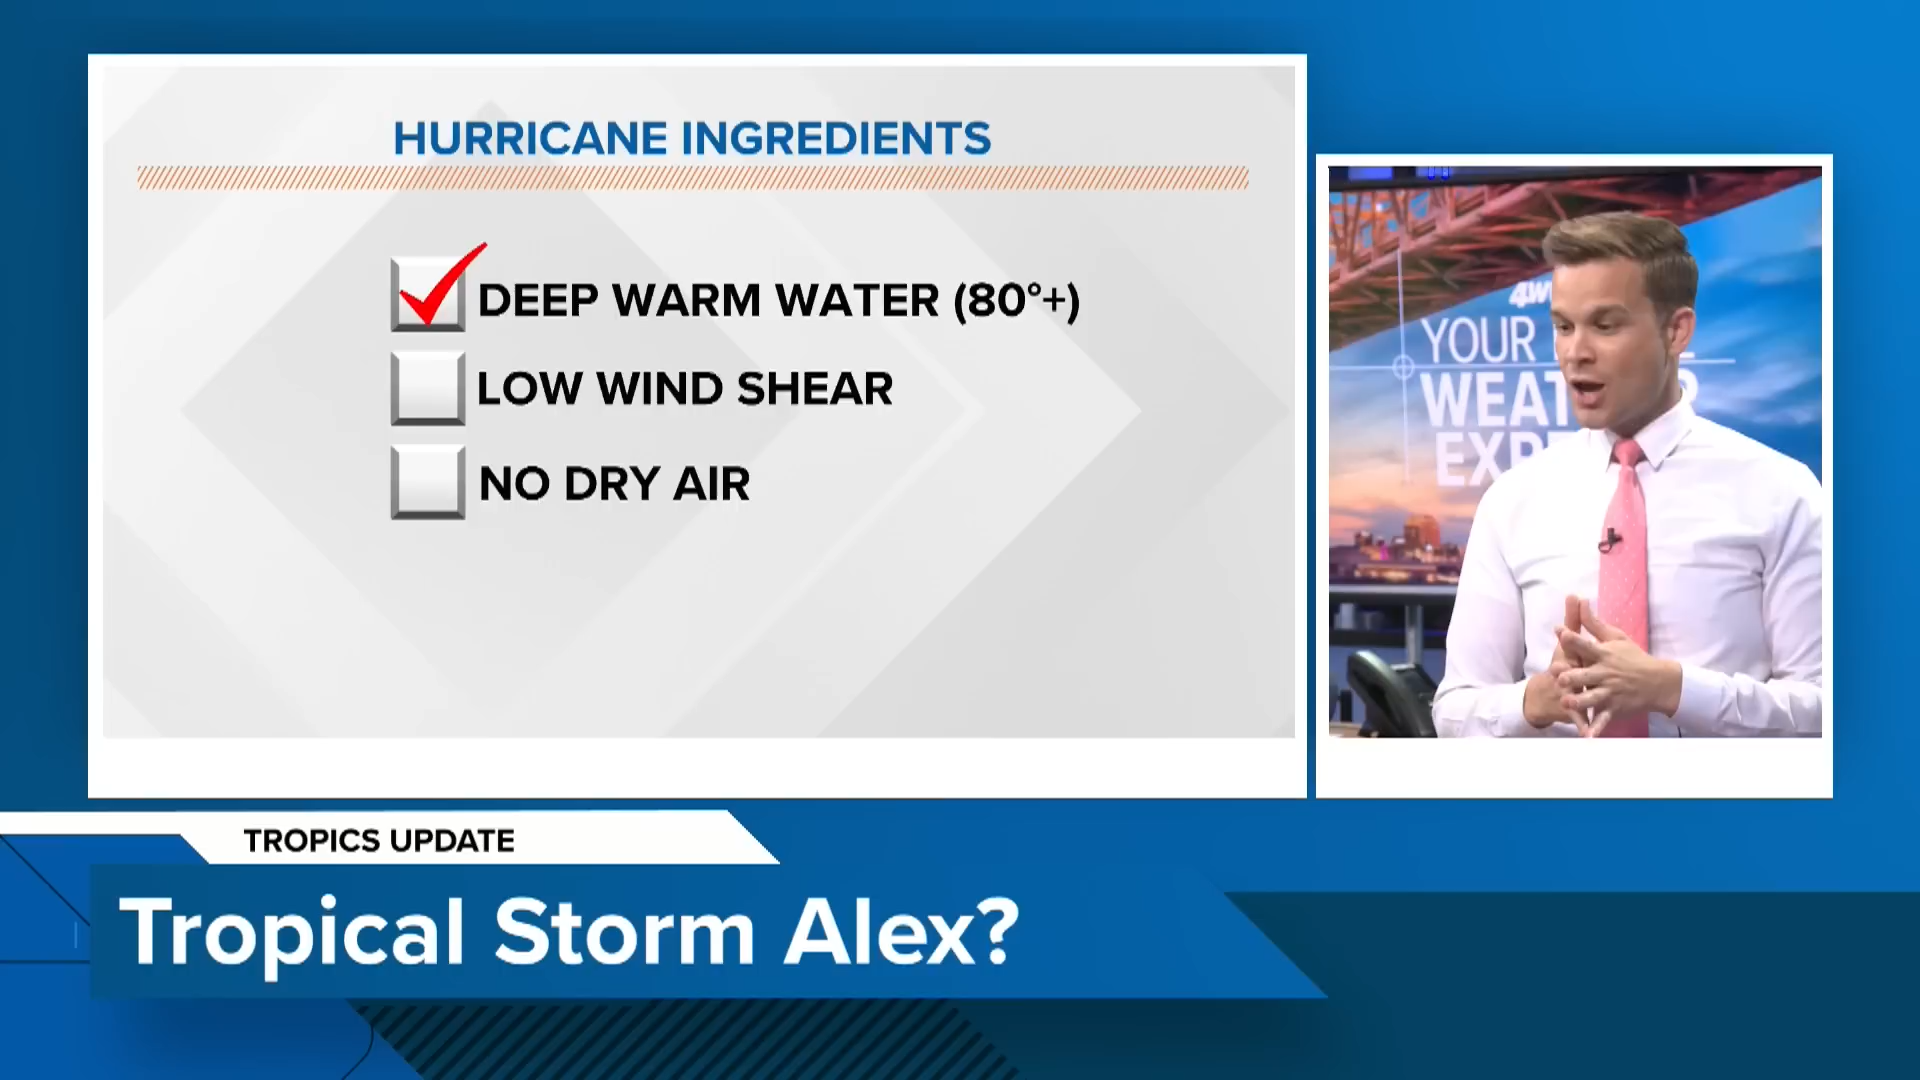 HURRICANE INGREDIENTS
DEEP WARM WATER (80°+)
LOW WIND SHEAR
NO DRY AIR
YOUR
TROPICS UPDATE
Tropical Storm Alex?